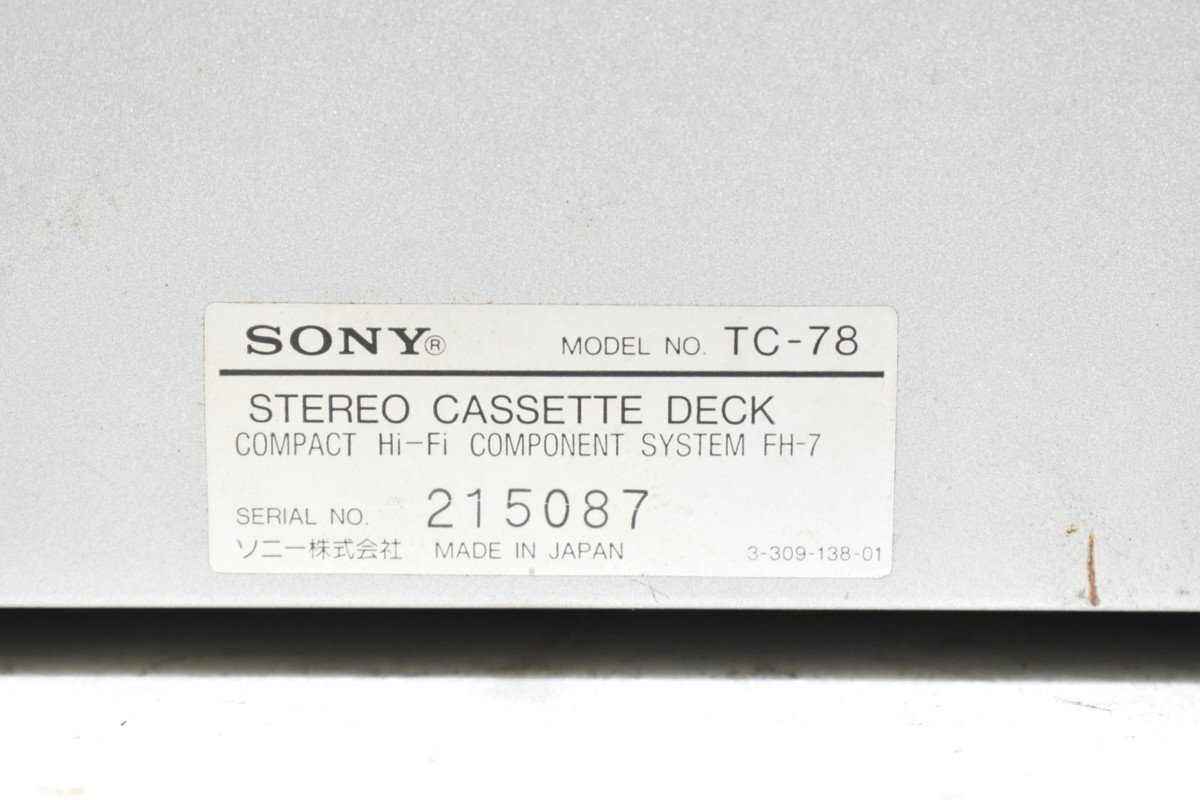 SONY® MODEL NO. TC-78
STEREO CASSETTE DECK
COMPACT Hi-Fi COMPONENT SYSTEM FH-7
SERIAL NO. 215087
ソニー株式会社 MADE IN JAPAN 3-309-138-01